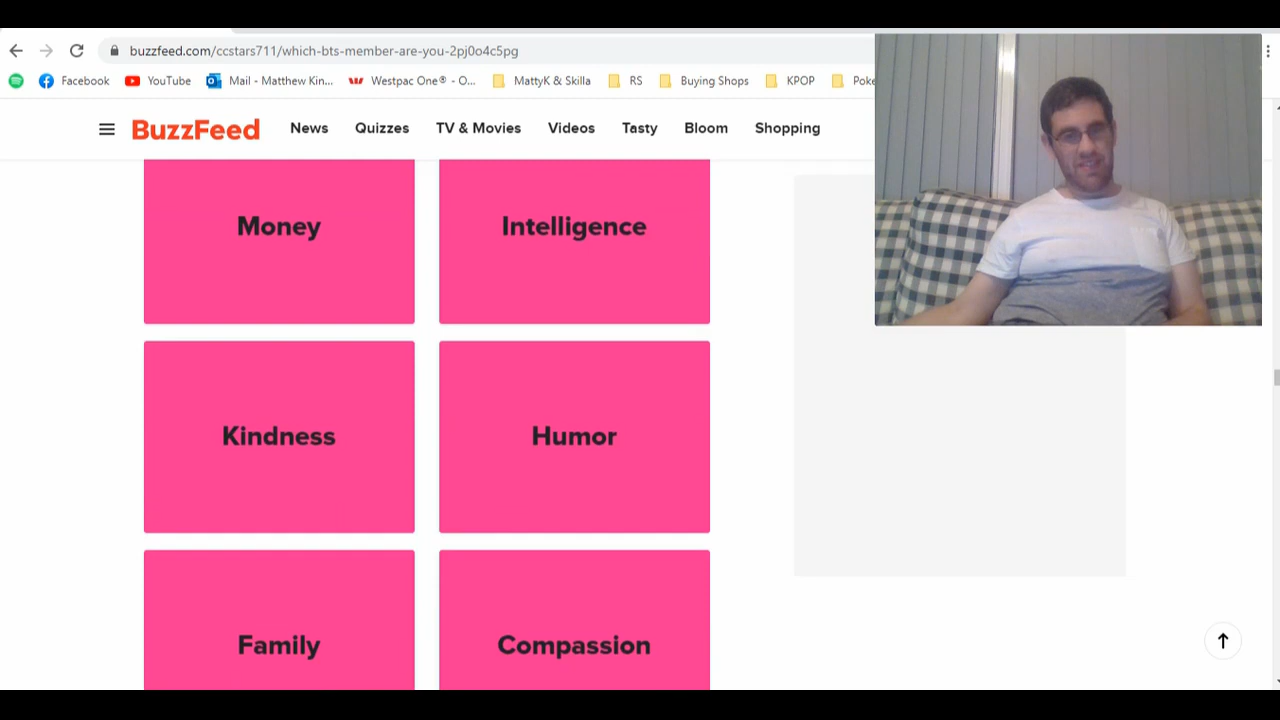 buzzfeed.com/ccstars711/which-bts-member-are-you-2pj0o4c5pg
Facebook YouTube Mail - Matthew Kin... Westpac One® - O... MattyK & Skilla RS Buying Shops KPOP Poke
BuzzFeed News Quizzes TV & Movies Videos Tasty Bloom Shopping
Money Intelligence
Kindness Humor
Family Compassion